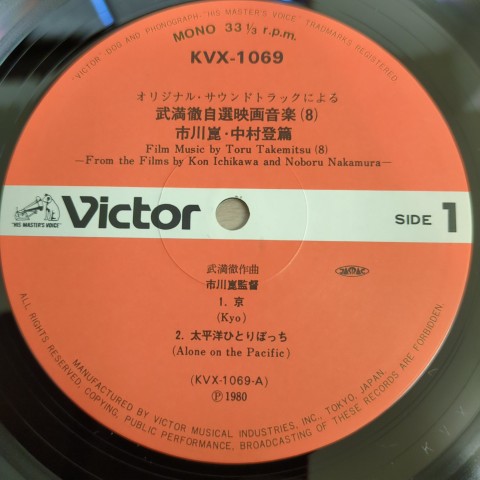 "VICTOR" DOG AND PHONOGRAPH-"HIS MASTER'S VOICE" TRADEMARKS REGISTERED
MONO 33 1/3 r.p.m.
KVX-1069
オリジナル・サウンドトラックによる
武満徹自選映画音楽(8)
市川崑・中村登篇
Film Music by Toru Takemitsu (8)
—From the Films by Kon Ichikawa and Noboru Nakamura—
"HIS MASTER'S VOICE"
Victor
SIDE 1
武満徹作曲
市川崑監督
1. 京
(Kyo)
2. 太平洋ひとりぼっち
(Alone on the Pacific)
(KVX-1069-A)
Ⓟ 1980
MANUFACTURED BY VICTOR MUSICAL INDUSTRIES, INC., TOKYO, JAPAN.
ALL RIGHTS RESERVED. COPYING, PUBLIC PERFORMANCE, BROADCASTING OF THESE RECORDS ARE FORBIDDEN.
KVX